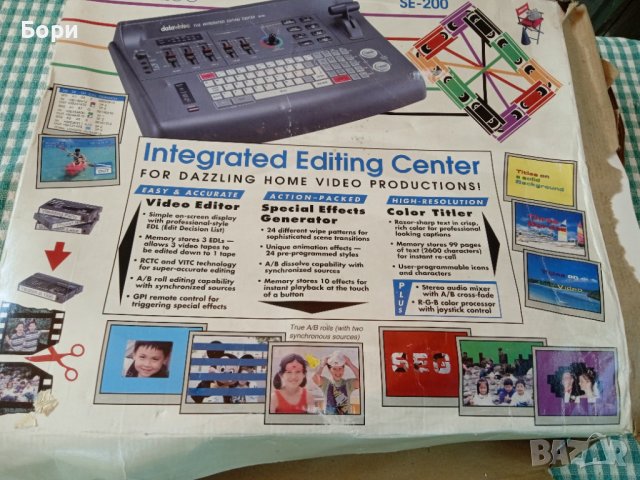 Бори
SE-200
datavideo
Integrated Editing Center
FOR DAZZLING HOME VIDEO PRODUCTIONS!
EASY & ACCURATE
Video Editor
• Simple on-screen display
with professional-style
EDL (Edit Decision List)
• Memory stores 3 EDLs —
allows 3 video tapes to
be edited down to 1 tape
• RCTC and VITC technology
for super-accurate editing
• A/B roll editing capability
with synchronized sources
• GPI remote control for
triggering special effects
ACTION-PACKED
Special Effects
Generator
• 24 different wipe patterns for
sophisticated scene transitions
• Unique animation effects —
24 pre-programmed styles
• A/B dissolve capability with
synchronized sources
• Memory stores 10 effects for
instant playback at the touch
of a button
HIGH-RESOLUTION
Color Titler
• Razor-sharp text in crisp,
rich color for professional
looking captions
• Memory stores 99 pages
of text (2600 characters)
for instant re-call
• User-programmable icons
and characters
PLUS
• Stereo audio mixer
with A/B cross-fade
• R-G-B color processor
with joystick control
Titles on
a solid
Background
Video
True A/B rolls (with two
synchronous sources)
SEG
BAZAR